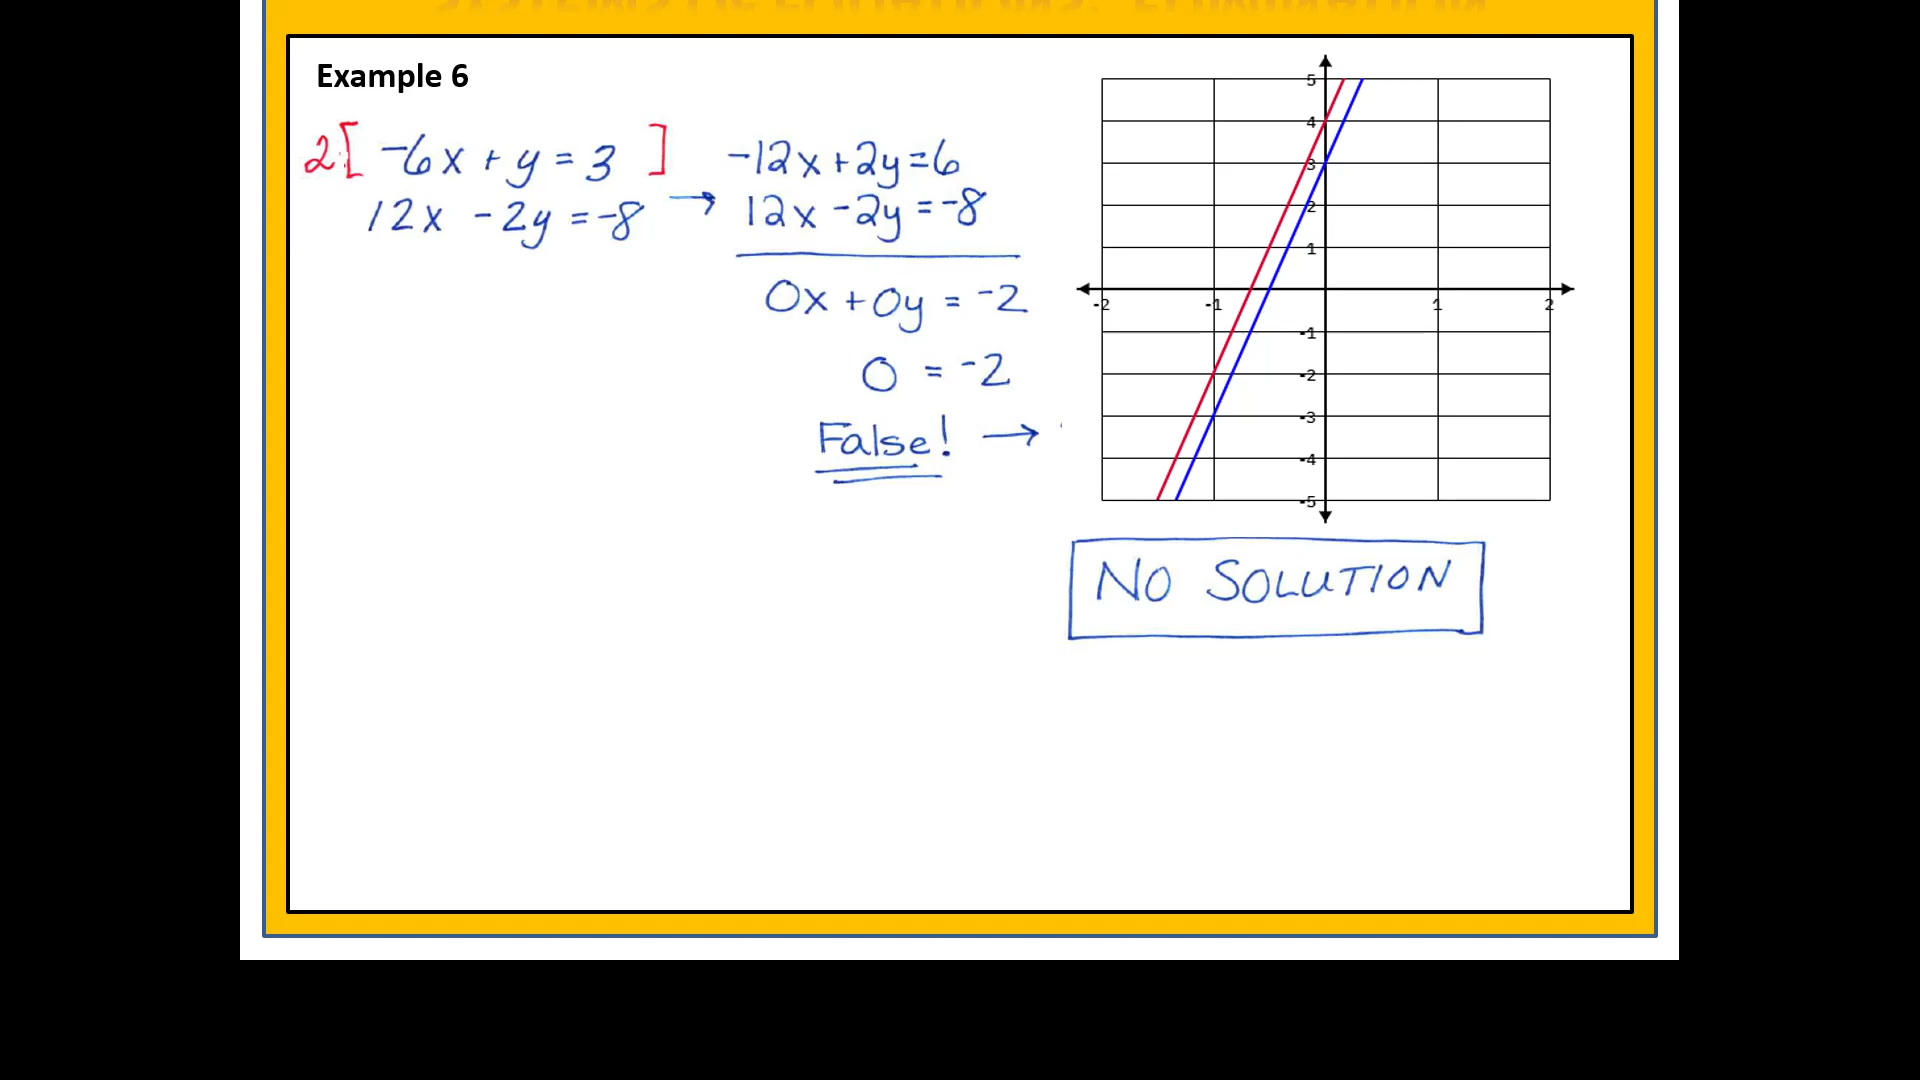 Example 6
2[ -6x + y = 3 ]
12x - 2y = -8 →
-12x + 2y = 6
12x - 2y = -8
0x + 0y = -2
0 = -2
False! →
5
4
3
2
1
-2 -1 1 2
-1
-2
-3
-4
-5
NO SOLUTION